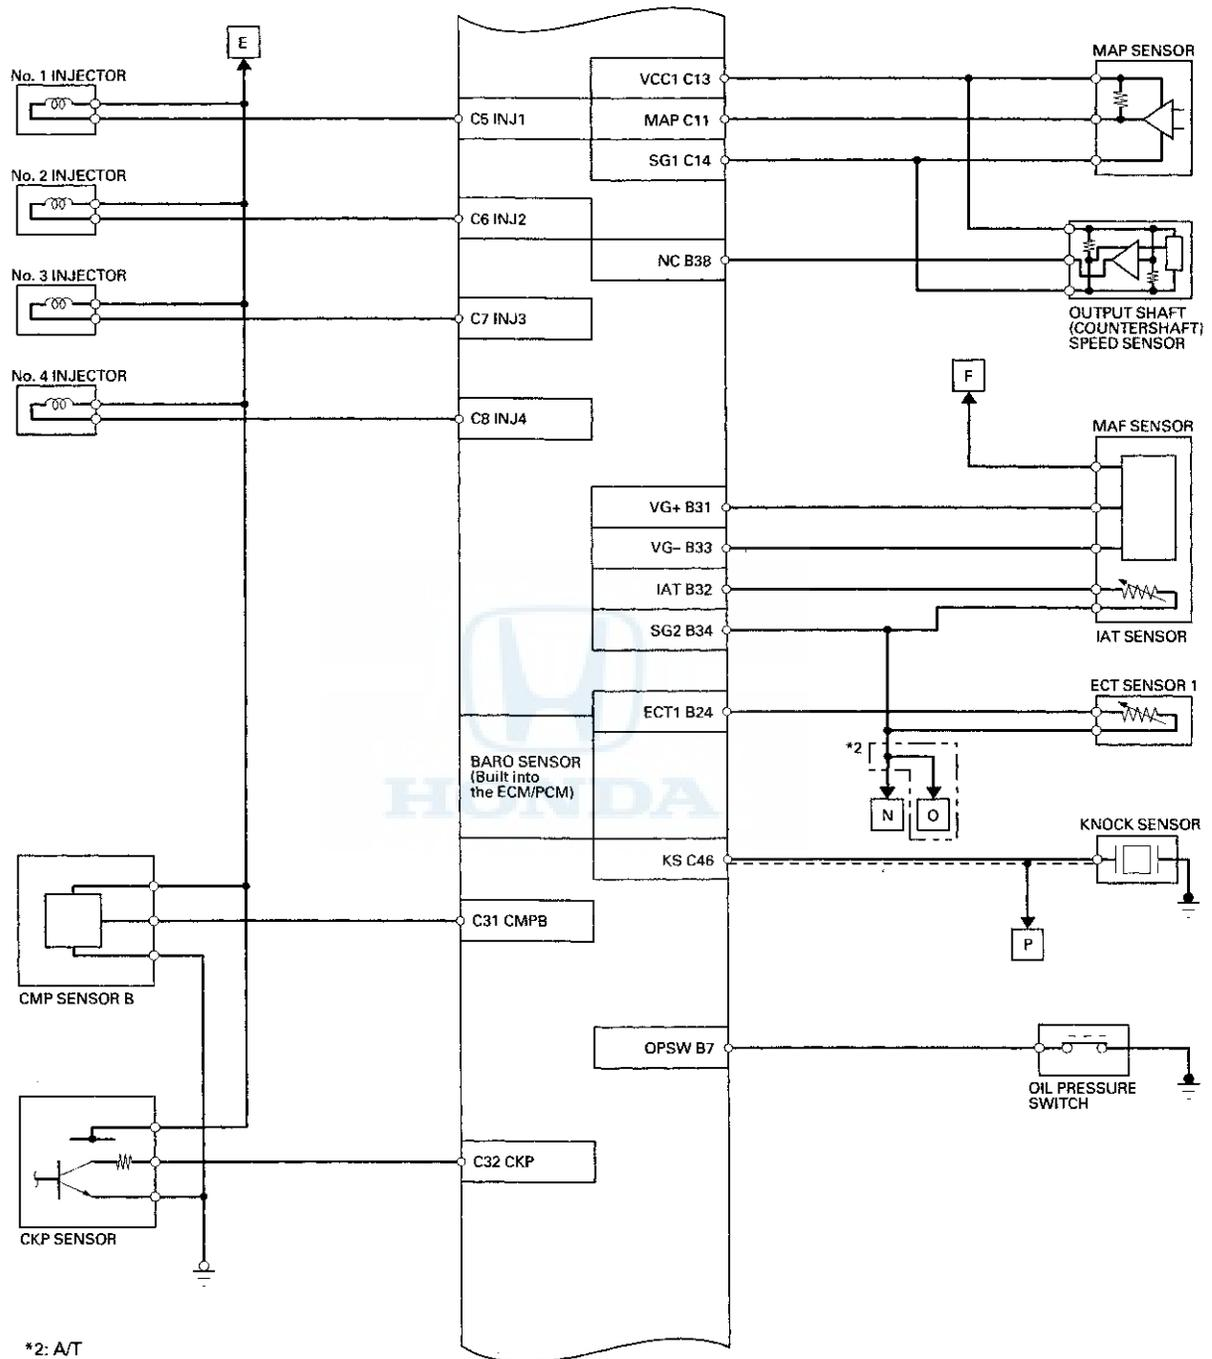 E
No. 1 INJECTOR
C5 INJ1
No. 2 INJECTOR
C6 INJ2
No. 3 INJECTOR
C7 INJ3
No. 4 INJECTOR
C8 INJ4
VCC1 C13
MAP C11
SG1 C14
NC B38
MAP SENSOR
OUTPUT SHAFT
(COUNTERSHAFT)
SPEED SENSOR
F
MAF SENSOR
VG+ B31
VG– B33
IAT B32
SG2 B34
IAT SENSOR
ECT SENSOR 1
ECT1 B24
BARO SENSOR
(Built into
the ECM/PCM)
HONDA
*2
N
O
KNOCK SENSOR
KS C46
P
C31 CMPB
CMP SENSOR B
OPSW B7
OIL PRESSURE
SWITCH
C32 CKP
CKP SENSOR
*2: A/T